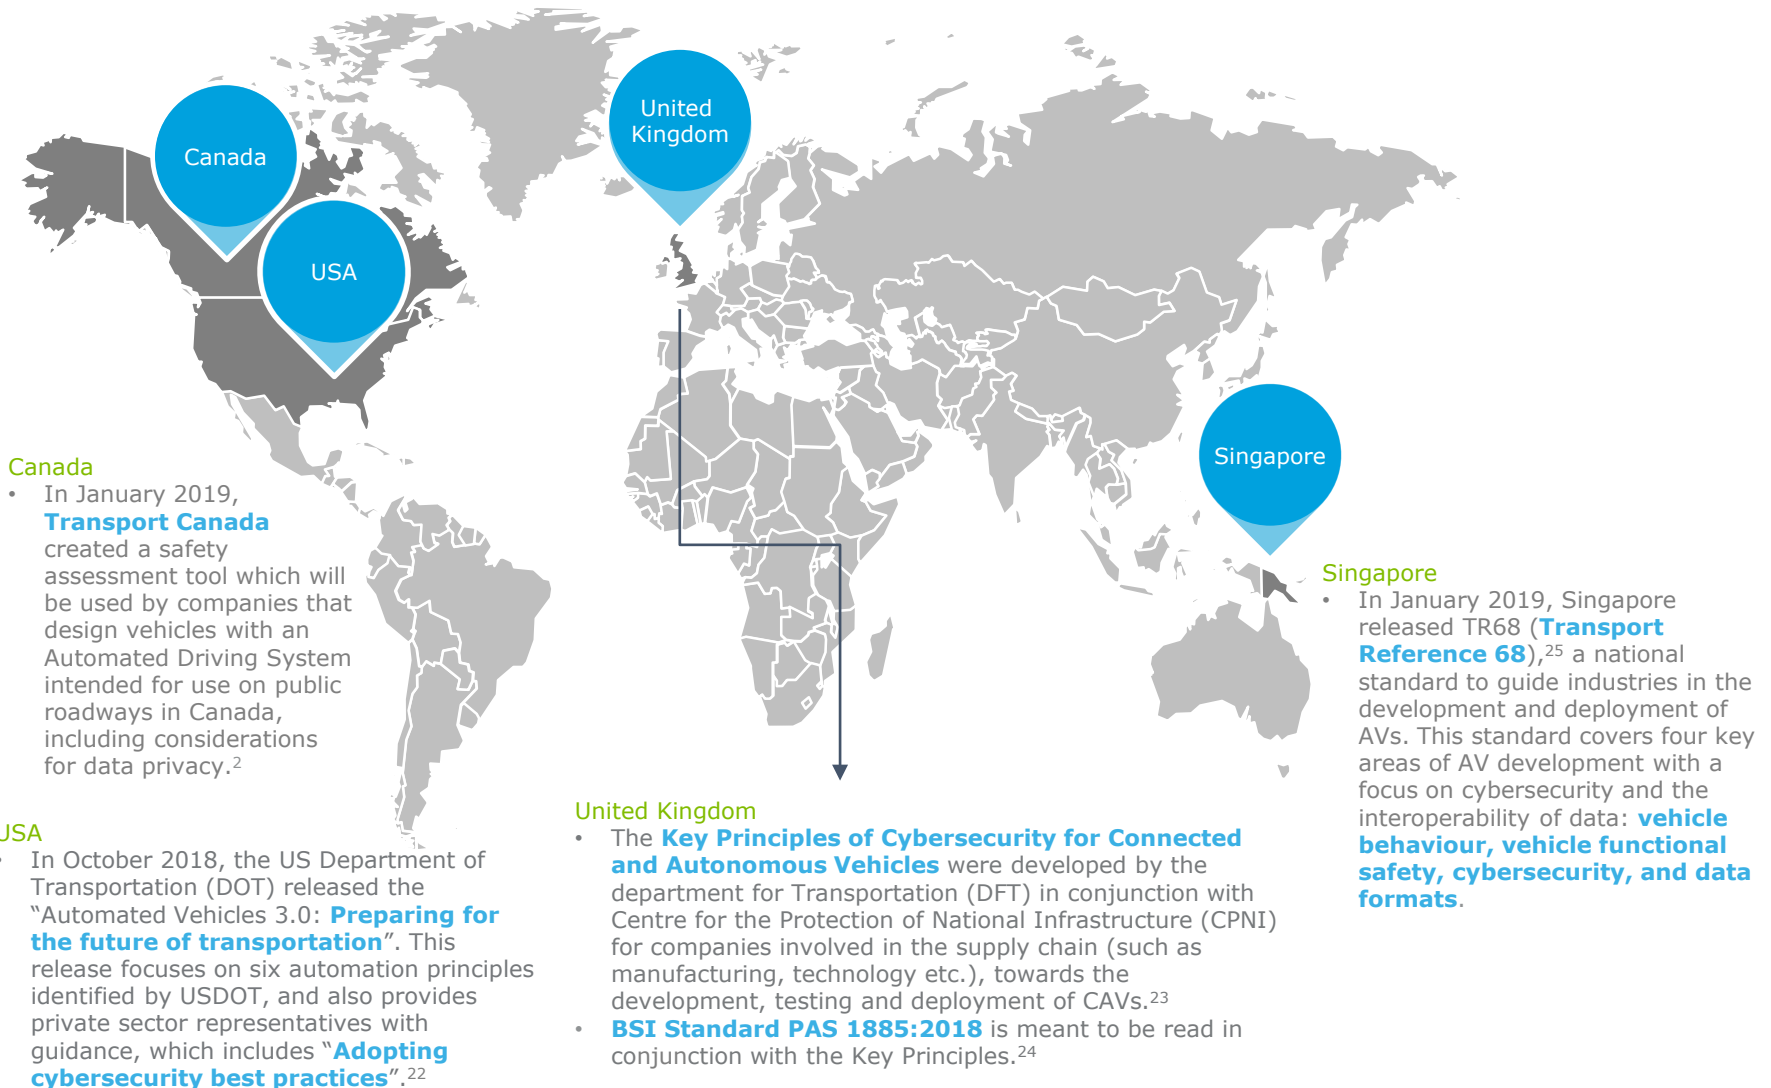 United
Kingdom
Canada
USA
Singapore
Canada
• In January 2019,
Transport Canada
created a safety
assessment tool which will
be used by companies that
design vehicles with an
Automated Driving System
intended for use on public
roadways in Canada,
including considerations
for data privacy.2
USA
• In October 2018, the US Department of
Transportation (DOT) released the
“Automated Vehicles 3.0: Preparing for
the future of transportation”. This
release focuses on six automation principles
identified by USDOT, and also provides
private sector representatives with
guidance, which includes “Adopting
cybersecurity best practices”.22
United Kingdom
• The Key Principles of Cybersecurity for Connected
and Autonomous Vehicles were developed by the
department for Transportation (DFT) in conjunction with
Centre for the Protection of National Infrastructure (CPNI)
for companies involved in the supply chain (such as
manufacturing, technology etc.), towards the
development, testing and deployment of CAVs.23
• BSI Standard PAS 1885:2018 is meant to be read in
conjunction with the Key Principles.24
Singapore
• In January 2019, Singapore
released TR68 (Transport
Reference 68),25 a national
standard to guide industries in the
development and deployment of
AVs. This standard covers four key
areas of AV development with a
focus on cybersecurity and the
interoperability of data: vehicle
behaviour, vehicle functional
safety, cybersecurity, and data
formats.